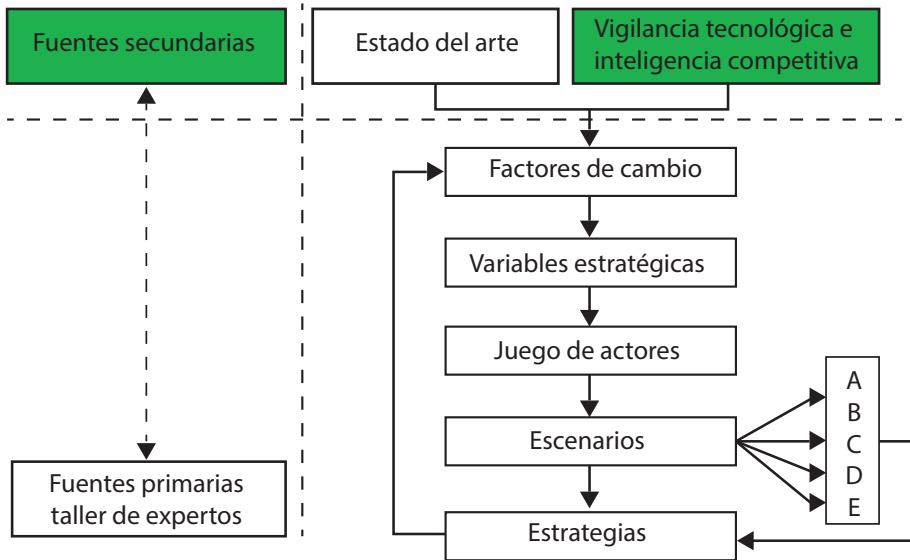 Fuentes secundarias
Estado del arte
Vigilancia tecnológica e
inteligencia competitiva
Factores de cambio
Variables estratégicas
Juego de actores
Escenarios
A
B
C
D
E
Fuentes primarias
taller de expertos
Estrategias